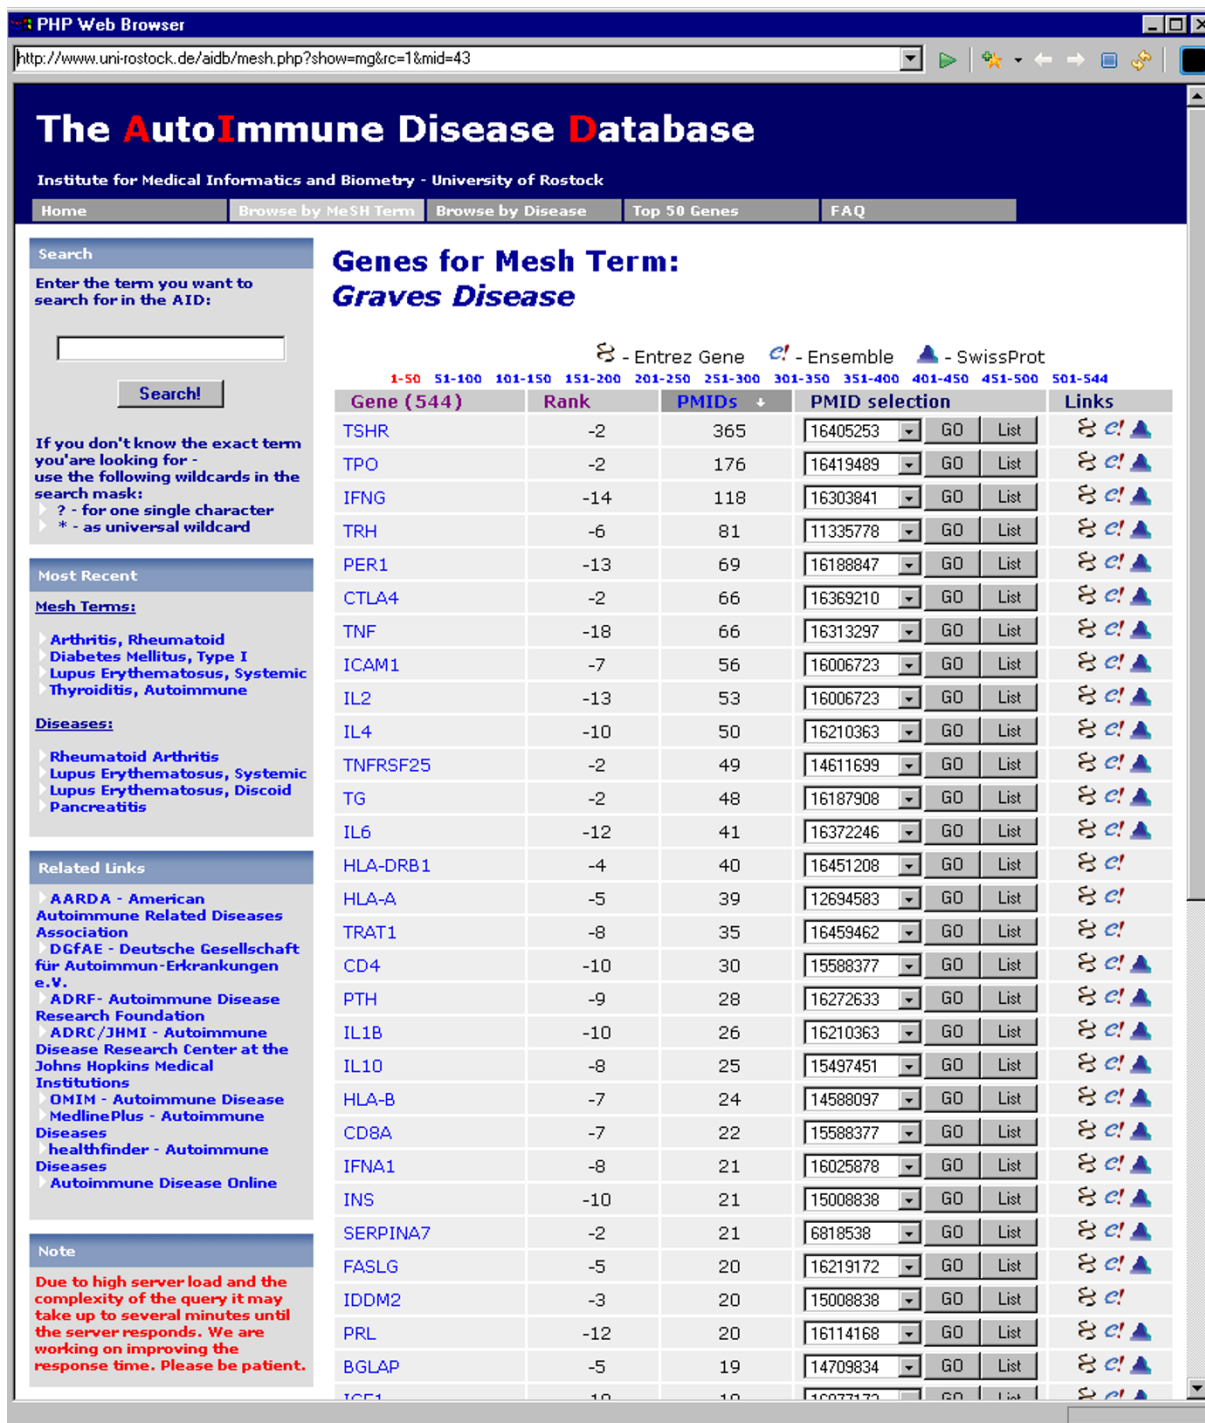 PHP Web Browser
http://www.uni-rostock.de/aidb/mesh.php?show=mg&rc=1&mid=43
The AutoImmune Disease Database
Institute for Medical Informatics and Biometry - University of Rostock
Home Browse by MeSH Term Browse by Disease Top 50 Genes FAQ
Search
Enter the term you want to
search for in the AID:
Search!
If you don't know the exact term
you'are looking for -
use the following wildcards in the
search mask:
? - for one single character
* - as universal wildcard
Most Recent
Mesh Terms:
Arthritis, Rheumatoid
Diabetes Mellitus, Type I
Lupus Erythematosus, Systemic
Thyroiditis, Autoimmune
Diseases:
Rheumatoid Arthritis
Lupus Erythematosus, Systemic
Lupus Erythematosus, Discoid
Pancreatitis
Related Links
AARDA - American
Autoimmune Related Diseases
Association
DGfAE - Deutsche Gesellschaft
für Autoimmun-Erkrankungen
e.V.
ADRF- Autoimmune Disease
Research Foundation
ADRC/JHMI - Autoimmune
Disease Research Center at the
Johns Hopkins Medical
Institutions
OMIM - Autoimmune Disease
MedlinePlus - Autoimmune
Diseases
healthfinder - Autoimmune
Diseases
Autoimmune Disease Online
Note
Due to high server load and the
complexity of the query it may
take up to several minutes until
the server responds. We are
working on improving the
response time. Please be patient.
Genes for Mesh Term:
Graves Disease
- Entrez Gene e! - Ensemble - SwissProt
1-50 51-100 101-150 151-200 201-250 251-300 301-350 351-400 401-450 451-500 501-544
Gene (544) Rank PMIDs PMID selection Links
TSHR -2 365 16405253 GO List e!
TPO -2 176 16419489 GO List e!
IFNG -14 118 16303841 GO List e!
TRH -6 81 11335778 GO List e!
PER1 -13 69 16188847 GO List e!
CTLA4 -2 66 16369210 GO List e!
TNF -18 66 16313297 GO List e!
ICAM1 -7 56 16006723 GO List e!
IL2 -13 53 16006723 GO List e!
IL4 -10 50 16210363 GO List e!
TNFRSF25 -2 49 14611699 GO List e!
TG -2 48 16187908 GO List e!
IL6 -12 41 16372246 GO List e!
HLA-DRB1 -4 40 16451208 GO List e!
HLA-A -5 39 12694583 GO List e!
TRAT1 -8 35 16459462 GO List e!
CD4 -10 30 15588377 GO List e!
PTH -9 28 16272633 GO List e!
IL1B -10 26 16210363 GO List e!
IL10 -8 25 15497451 GO List e!
HLA-B -7 24 14588097 GO List e!
CD8A -7 22 15588377 GO List e!
IFNA1 -8 21 16025878 GO List e!
INS -10 21 15008838 GO List e!
SERPINA7 -2 21 6818538 GO List e!
FASLG -5 20 16219172 GO List e!
IDDM2 -3 20 15008838 GO List e!
PRL -12 20 16114168 GO List e!
BGLAP -5 19 14709834 GO List e!